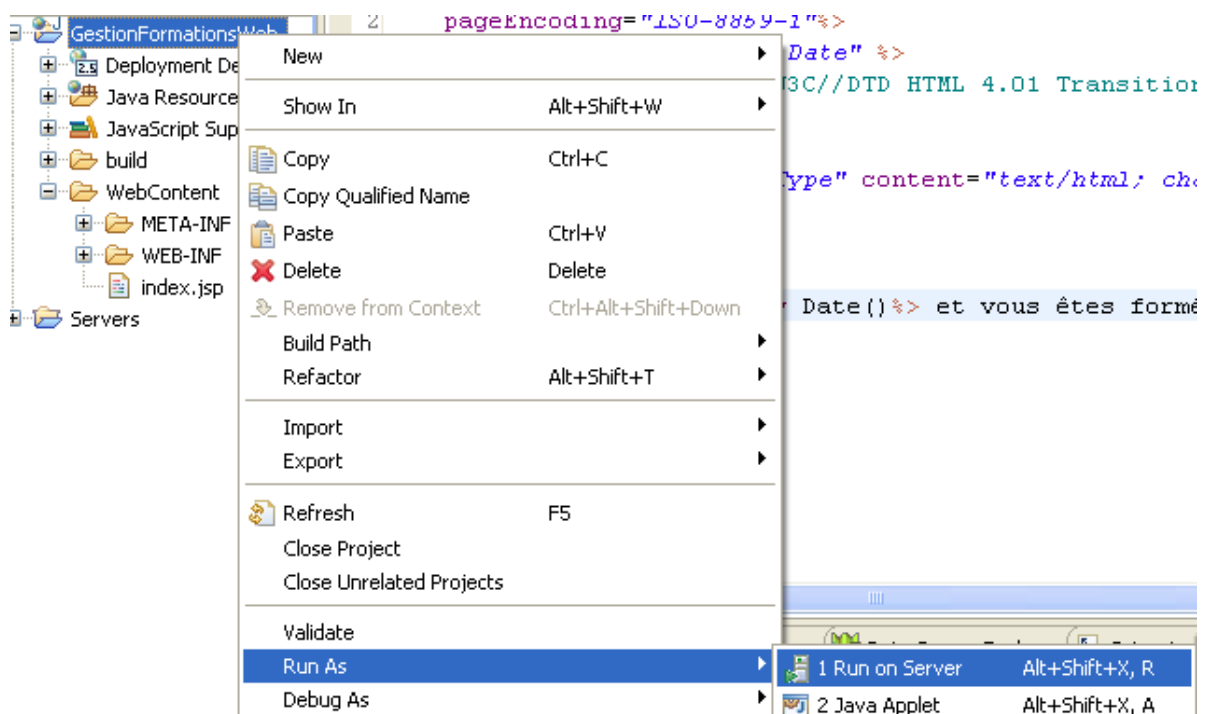 GestionFormationsWeb
Deployment De
Java Resource
JavaScript Sup
build
WebContent
META-INF
WEB-INF
index.jsp
Servers
2 pageEncoding="ISO-8859-1"%>
Date" %>
W3C//DTD HTML 4.01 Transition
Type" content="text/html; cha
Date()%> et vous êtes formé
New
Show In Alt+Shift+W
Copy Ctrl+C
Copy Qualified Name
Paste Ctrl+V
Delete Delete
Remove from Context Ctrl+Alt+Shift+Down
Build Path
Refactor Alt+Shift+T
Import
Export
Refresh F5
Close Project
Close Unrelated Projects
Validate
Run As
Debug As
1 Run on Server Alt+Shift+X, R
2 Java Applet Alt+Shift+X, A